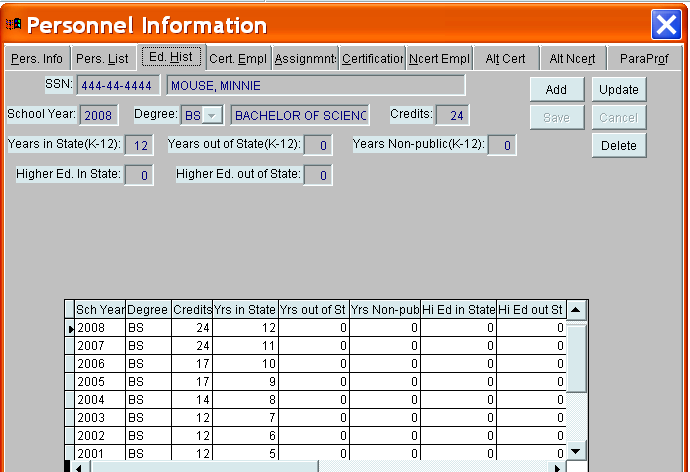 Personnel Information
Pers. Info Pers. List Ed. Hist Cert. Empl Assignmnts Certification Ncert Empl Alt Cert Alt Ncert ParaProf
SSN: 444-44-4444 MOUSE, MINNIE Add Update
School Year: 2008 Degree: BS BACHELOR OF SCIENC Credits: 24 Save Cancel
Years in State(K-12): 12 Years out of State(K-12): 0 Years Non-public(K-12): 0 Delete
Higher Ed. In State: 0 Higher Ed. out of State: 0
Sch Year Degree Credits Yrs in State Yrs out of St Yrs Non-pub Hi Ed in State Hi Ed out St
2008 BS 24 12 0 0 0 0
2007 BS 24 11 0 0 0 0
2006 BS 17 10 0 0 0 0
2005 BS 17 9 0 0 0 0
2004 BS 14 8 0 0 0 0
2003 BS 12 7 0 0 0 0
2002 BS 12 6 0 0 0 0
2001 BS 12 5 0 0 0 0